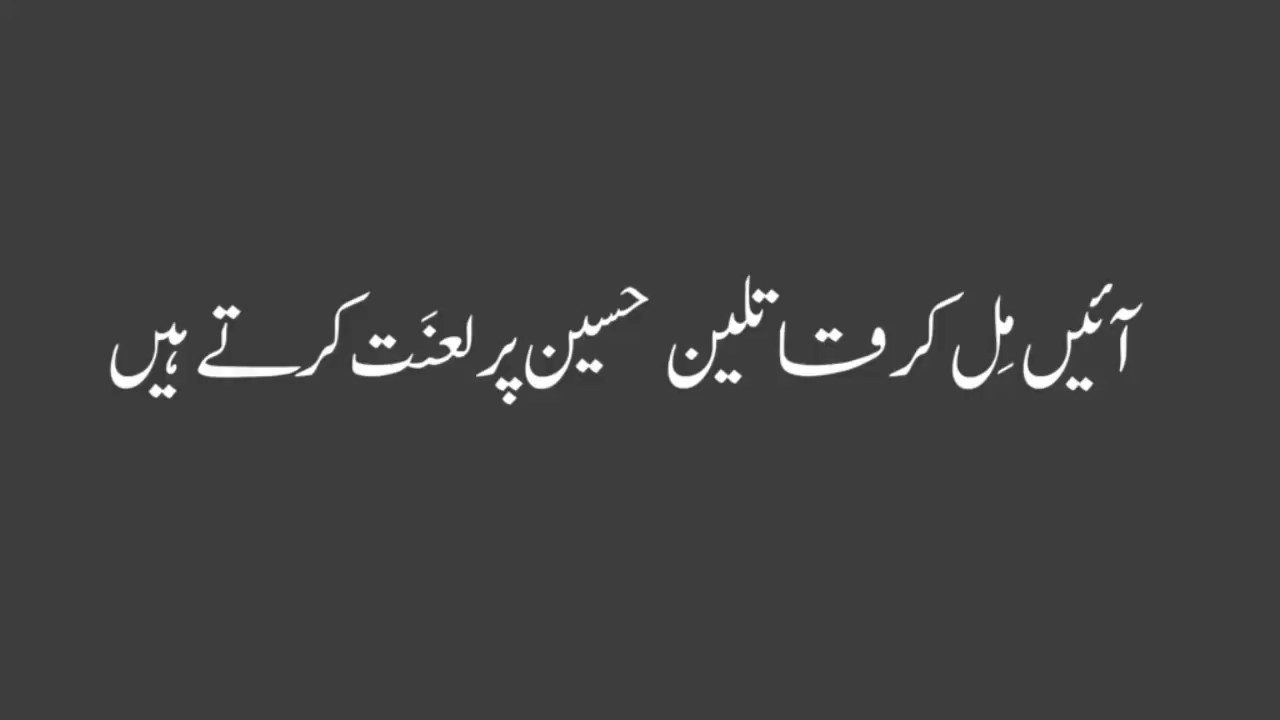 آئیں مِل کر قاتلین حسین پر لعنَت کرتے ہیں